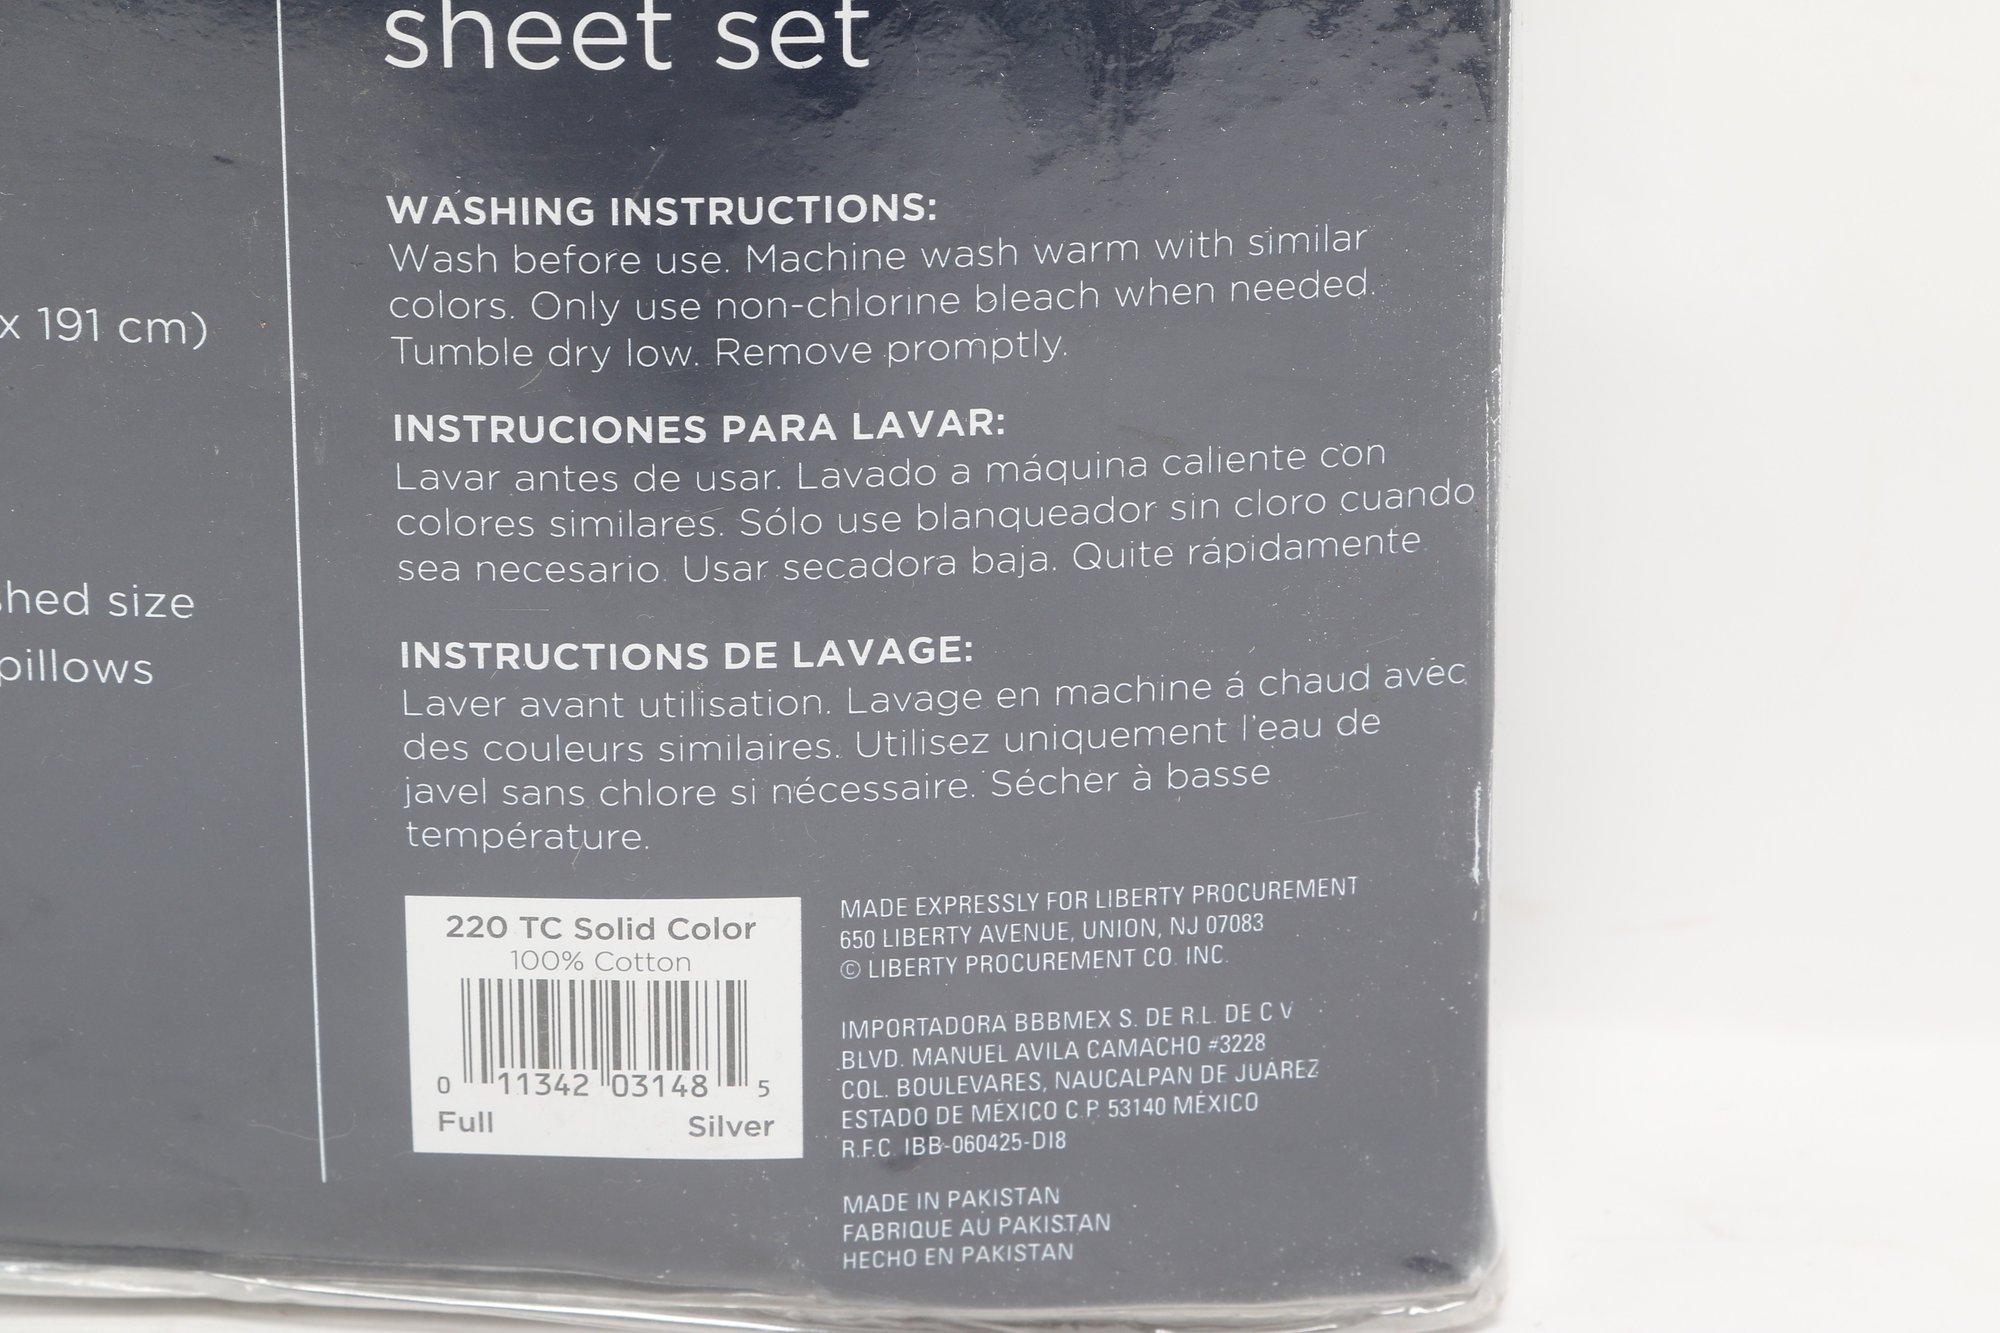 sheet set
x 191 cm)
hed size
pillows
WASHING INSTRUCTIONS:
Wash before use. Machine wash warm with similar
colors. Only use non-chlorine bleach when needed.
Tumble dry low. Remove promptly.
INSTRUCIONES PARA LAVAR:
Lavar antes de usar. Lavado a máquina caliente con
colores similares. Sólo use blanqueador sin cloro cuando
sea necesario. Usar secadora baja. Quite rápidamente.
INSTRUCTIONS DE LAVAGE:
Laver avant utilisation. Lavage en machine á chaud avec
des couleurs similaires. Utilisez uniquement l'eau de
javel sans chlore si nécessaire. Sécher à basse
température.
220 TC Solid Color
100% Cotton
0 11342 03148 5
Full Silver
MADE EXPRESSLY FOR LIBERTY PROCUREMENT
650 LIBERTY AVENUE, UNION, NJ 07083
© LIBERTY PROCUREMENT CO. INC.
IMPORTADORA BBBMEX S. DE R.L. DE C V
BLVD. MANUEL AVILA CAMACHO #3228
COL. BOULEVARES, NAUCALPAN DE JUÁREZ
ESTADO DE MÉXICO C.P. 53140 MÉXICO
R.F.C. IBB-060425-DI8
MADE IN PAKISTAN
FABRIQUE AU PAKISTAN
HECHO EN PAKISTAN